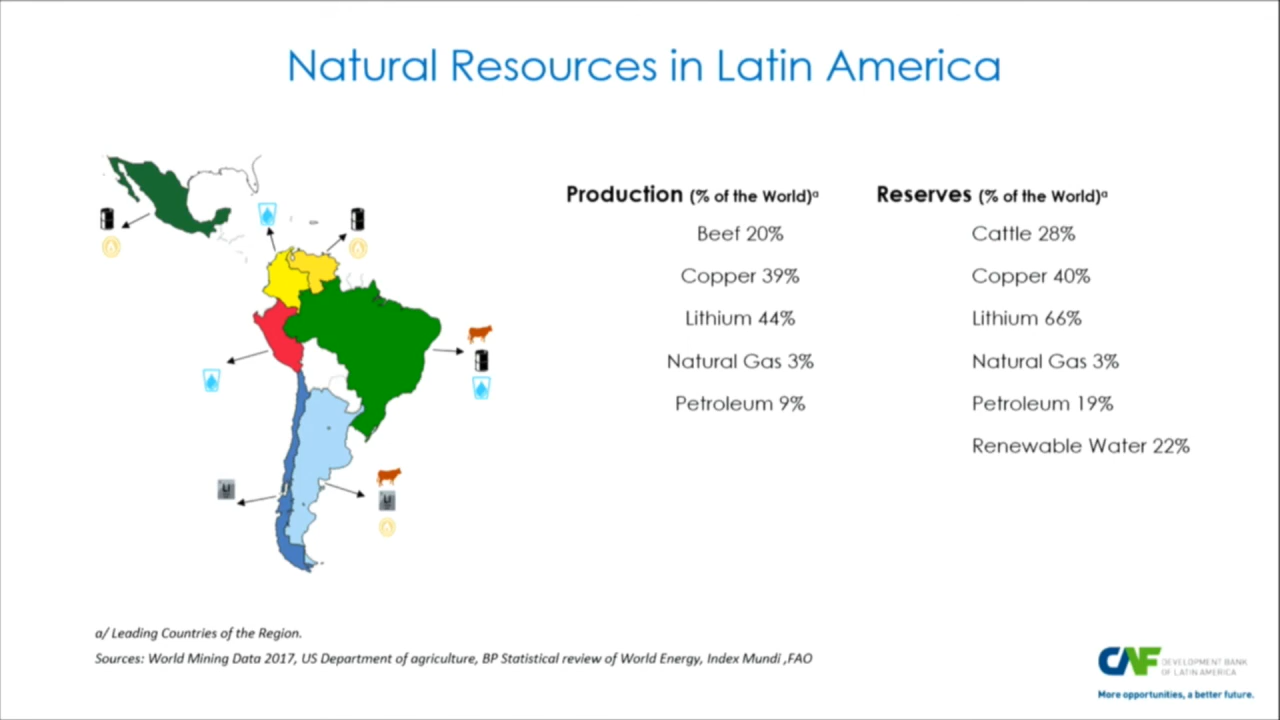 Natural Resources in Latin America
Production (% of the World)ª
Beef 20%
Copper 39%
Lithium 44%
Natural Gas 3%
Petroleum 9%
Reserves (% of the World)ª
Cattle 28%
Copper 40%
Lithium 66%
Natural Gas 3%
Petroleum 19%
Renewable Water 22%
a/ Leading Countries of the Region.
Sources: World Mining Data 2017, US Department of agriculture, BP Statistical review of World Energy, Index Mundi ,FAO
CAF DEVELOPMENT BANK
OF LATIN AMERICA
More opportunities, a better future.